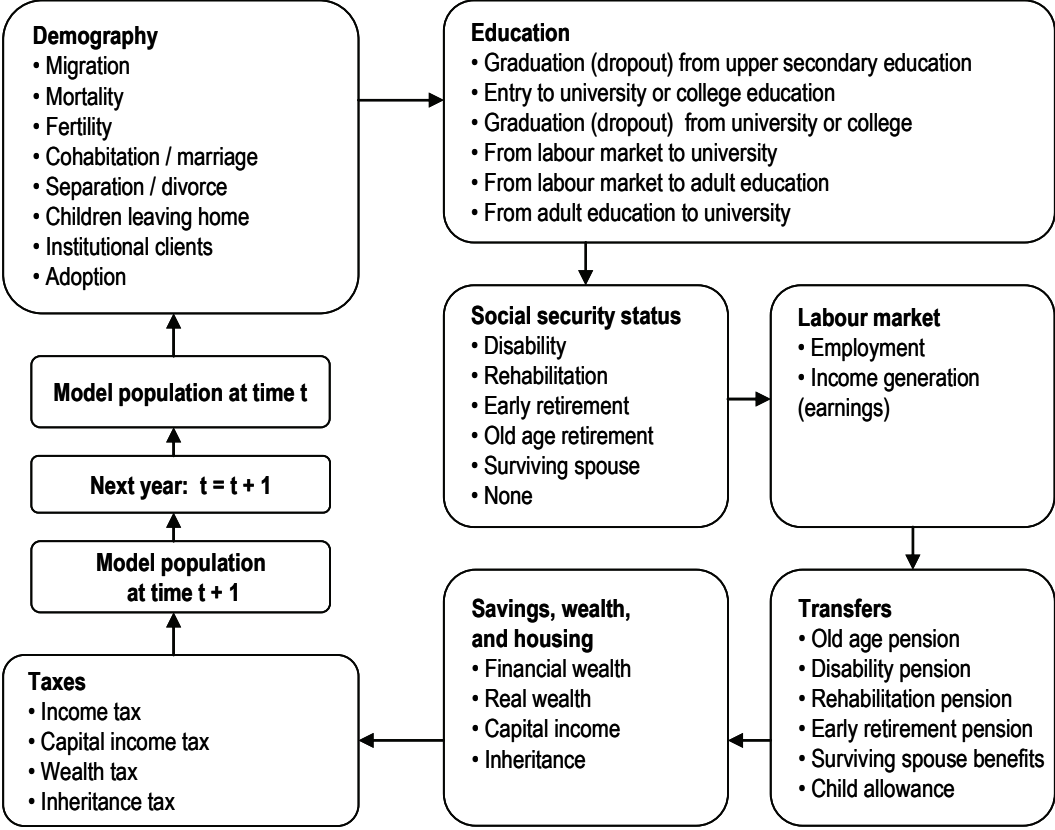 Demography
• Migration
• Mortality
• Fertility
• Cohabitation / marriage
• Separation / divorce
• Children leaving home
• Institutional clients
• Adoption
Education
• Graduation (dropout) from upper secondary education
• Entry to university or college education
• Graduation (dropout)  from university or college
• From labour market to university
• From labour market to adult education
• From adult education to university
Social security status
• Disability
• Rehabilitation
• Early retirement
• Old age retirement
• Surviving spouse
• None
Labour market
• Employment
• Income generation
(earnings)
Transfers
• Old age pension
• Disability pension
• Rehabilitation pension
• Early retirement pension
• Surviving spouse benefits
• Child allowance
Savings, wealth,
and housing
• Financial wealth
• Real wealth
• Capital income
• Inheritance
Taxes
• Income tax
• Capital income tax
• Wealth tax
• Inheritance tax
Model population
at time t + 1
Next year:  t = t + 1
Model population at time t